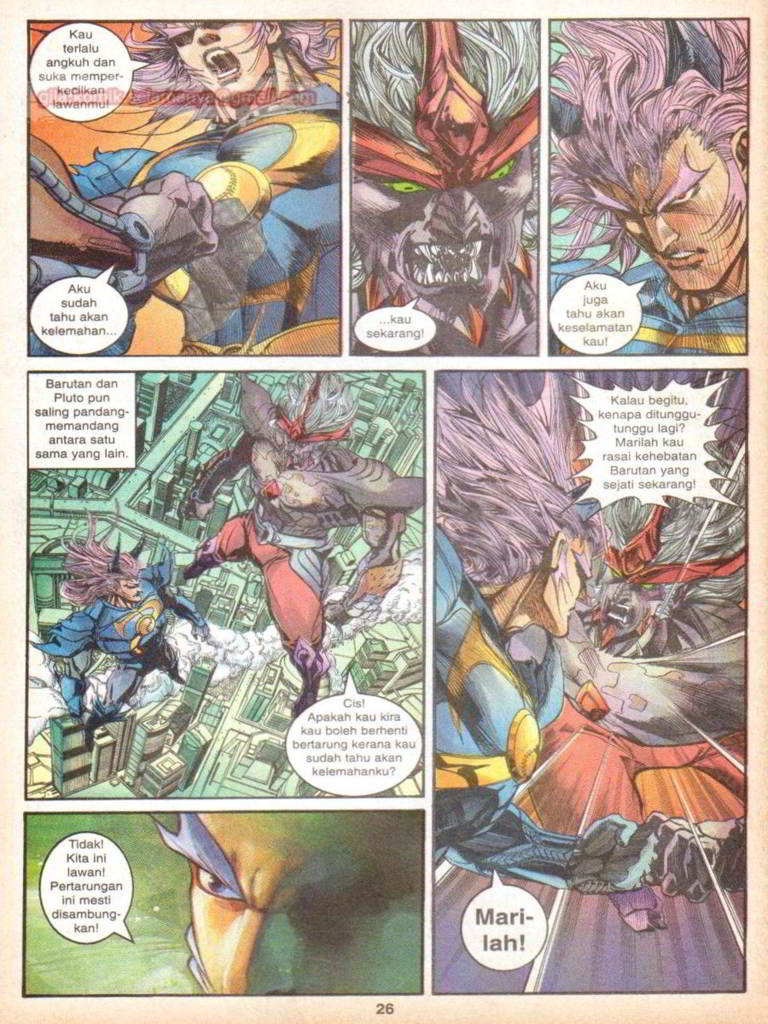 Kau
terlalu
angkuh dan
suka memper-
kecilkan
lawanmu!
Aku
sudah
tahu akan
kelemahan...
...kau
sekarang!
Aku
juga
tahu akan
keselamatan
kau!
Barutan dan
Pluto pun
saling pandang-
memandang
antara satu
sama yang lain.
Cis!
Apakah kau kira
kau boleh berhenti
bertarung kerana kau
sudah tahu akan
kelemahanku?
Kalau begitu,
kenapa ditunggu-
tunggu lagi?
Marilah kau
rasai kehebatan
Barutan yang
sejati sekarang!
Tidak!
Kita ini
lawan!
Pertarungan
ini mesti
disambung-
kan!
Mari-
lah!
26